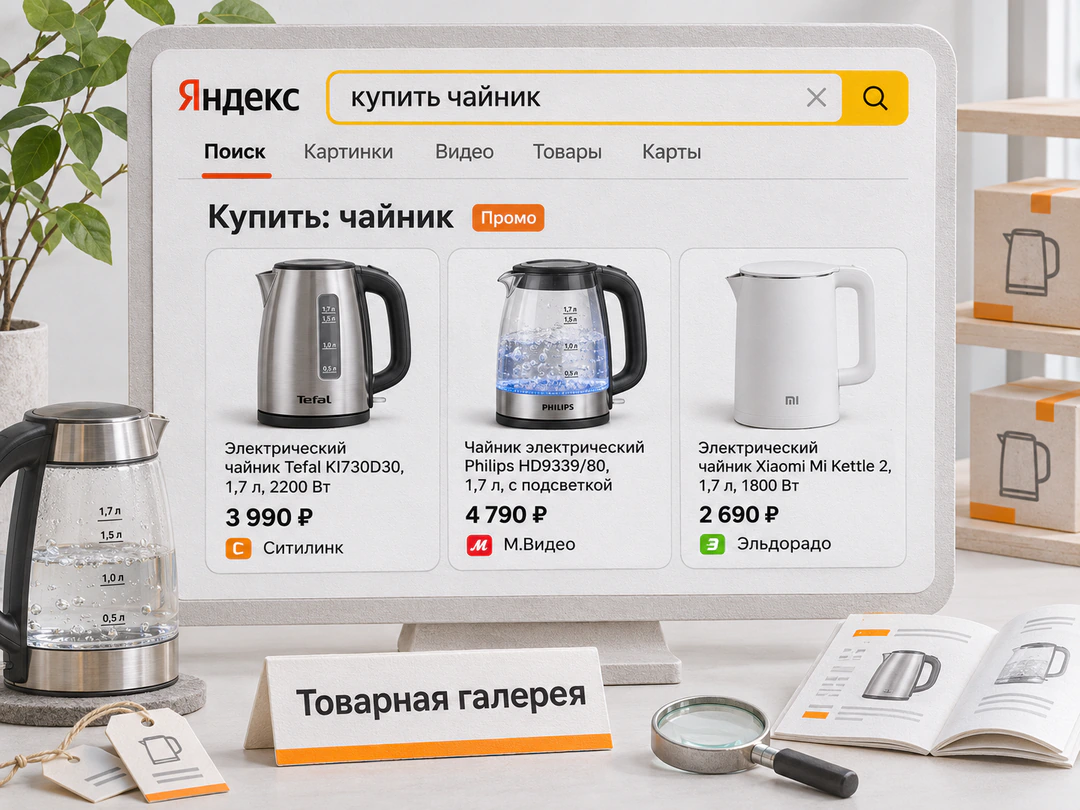 Яндекс
купить чайник
Поиск
Картинки
Видео
Товары
Карты
Купить: чайник
Промо
1,7 л
1,5 л
1,0 л
0,5 л
Tefal
Электрический
чайник Tefal KI730D30,
1,7 л, 2200 Вт
3 990 ₽
C Ситилинк
1,7 л
1,5 л
1,0 л
0,5 л
PHILIPS
Чайник электрический
Philips HD9339/80,
1,7 л, с подсветкой
4 790 ₽
М М.Видео
MI
Электрический
чайник Xiaomi Mi Kettle 2,
1,7 л, 1800 Вт
2 690 ₽
Э Эльдорадо
1,7 л
1,5 л
1,0 л
0,5 л
Товарная галерея